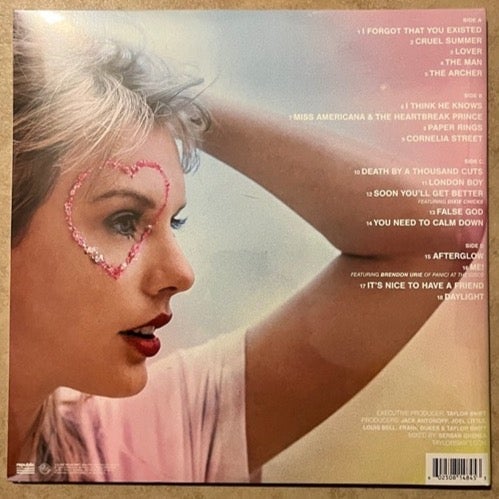 SIDE A
1 I FORGOT THAT YOU EXISTED
2 CRUEL SUMMER
3 LOVER
4 THE MAN
5 THE ARCHER
SIDE B
6 I THINK HE KNOWS
7 MISS AMERICANA & THE HEARTBREAK PRINCE
8 PAPER RINGS
9 CORNELIA STREET
SIDE C
10 DEATH BY A THOUSAND CUTS
11 LONDON BOY
12 SOON YOU'LL GET BETTER
FEATURING DIXIE CHICKS
13 FALSE GOD
14 YOU NEED TO CALM DOWN
SIDE D
15 AFTERGLOW
16 ME!
FEATURING BRENDON URIE OF PANIC! AT THE DISCO
17 IT'S NICE TO HAVE A FRIEND
18 DAYLIGHT
EXECUTIVE PRODUCER: TAYLOR SWIFT
PRODUCERS: JACK ANTONOFF, JOEL LITTLE,
LOUIS BELL, FRANK DUKES & TAYLOR SWIFT
MIXED BY: SERBAN GHENEA
TAYLORSWIFT.COM
republic
6 02508 14845 3